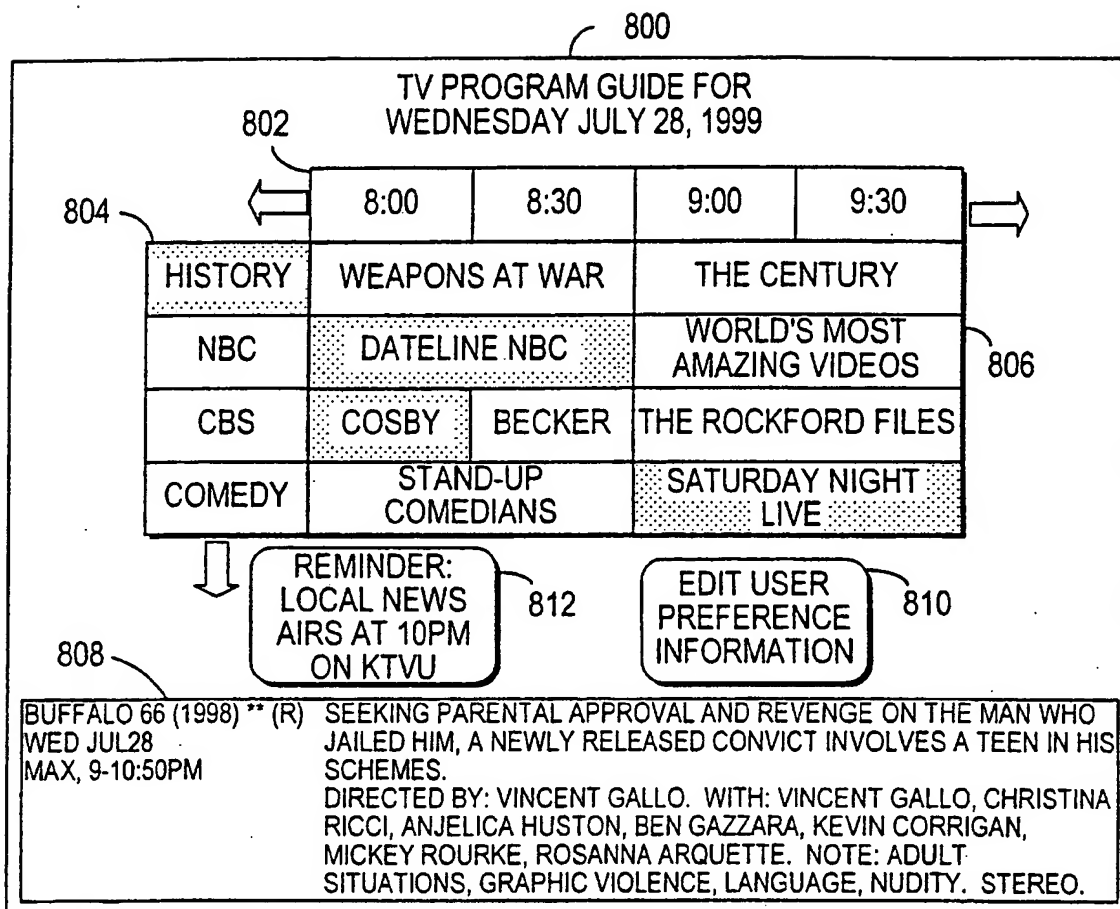 800
TV PROGRAM GUIDE FOR
WEDNESDAY JULY 28, 1999
802
8:00 8:30 9:00 9:30
804
HISTORY WEAPONS AT WAR THE CENTURY
NBC DATELINE NBC WORLD'S MOST
AMAZING VIDEOS
806
CBS COSBY BECKER THE ROCKFORD FILES
COMEDY STAND-UP
COMEDIANS
SATURDAY NIGHT
LIVE
REMINDER:
LOCAL NEWS
AIRS AT 10PM
ON KTVU
812
EDIT USER
PREFERENCE
INFORMATION
810
808
BUFFALO 66 (1998) ** (R)
WED JUL28
MAX, 9-10:50PM
SEEKING PARENTAL APPROVAL AND REVENGE ON THE MAN WHO
JAILED HIM, A NEWLY RELEASED CONVICT INVOLVES A TEEN IN HIS
SCHEMES.
DIRECTED BY: VINCENT GALLO. WITH: VINCENT GALLO, CHRISTINA
RICCI, ANJELICA HUSTON, BEN GAZZARA, KEVIN CORRIGAN,
MICKEY ROURKE, ROSANNA ARQUETTE. NOTE: ADULT
SITUATIONS, GRAPHIC VIOLENCE, LANGUAGE, NUDITY. STEREO.